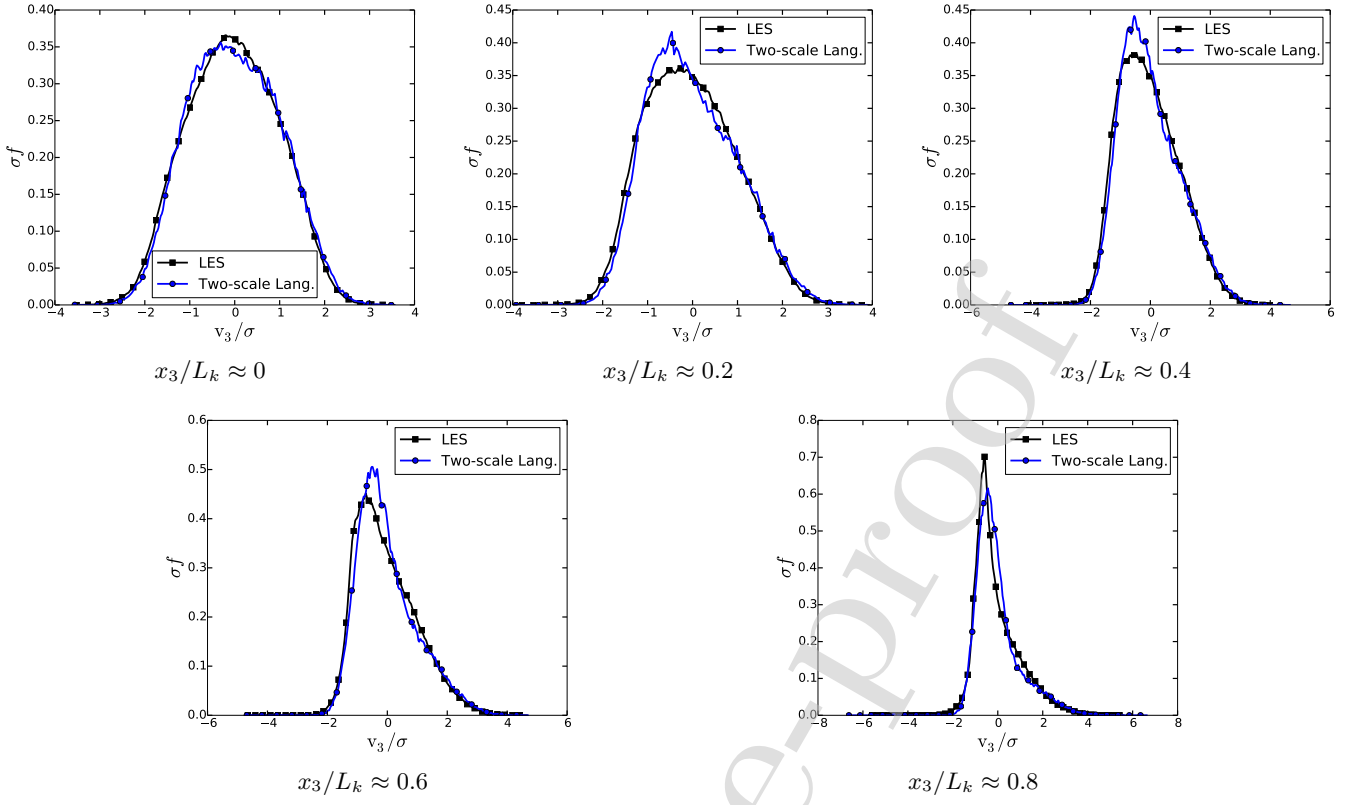 0.40
0.35
0.30
0.25
0.20
0.15
0.10
0.05
0.00
σf
LES
Two-scale Lang.
−4 −3 −2 −1 0 1 2 3 4
v₃/σ
x₃/Lₖ ≈ 0
0.45
0.40
0.35
0.30
0.25
0.20
0.15
0.10
0.05
0.00
σf
LES
Two-scale Lang.
−4 −3 −2 −1 0 1 2 3 4
v₃/σ
x₃/Lₖ ≈ 0.2
0.45
0.40
0.35
0.30
0.25
0.20
0.15
0.10
0.05
0.00
σf
LES
Two-scale Lang.
−6 −4 −2 0 2 4 6
v₃/σ
x₃/Lₖ ≈ 0.4
0.6
0.5
0.4
0.3
0.2
0.1
0.0
σf
LES
Two-scale Lang.
−6 −4 −2 0 2 4 6
v₃/σ
x₃/Lₖ ≈ 0.6
0.8
0.7
0.6
0.5
0.4
0.3
0.2
0.1
0.0
σf
LES
Two-scale Lang.
−8 −6 −4 −2 0 2 4 6 8
v₃/σ
x₃/Lₖ ≈ 0.8
e-proof